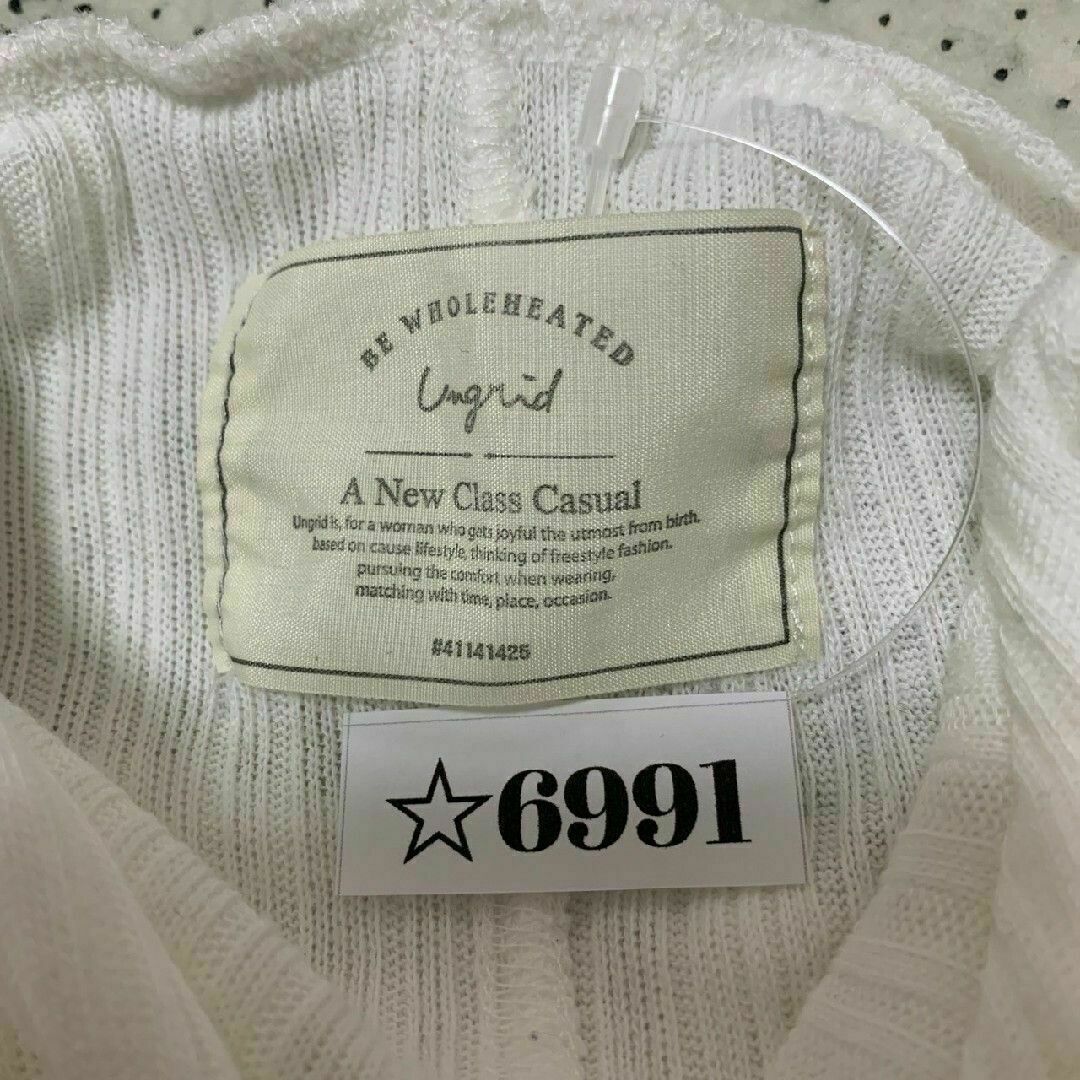 BE WHOLEHEATED
Ungrid
A New Class Casual
Ungrid is, for a woman who gets joyful the utmost from birth.
based on cause lifestyle, thinking of freestyle fashion.
pursuing the comfort when wearing,
matching with time, place, occasion.
#41141425
☆6991